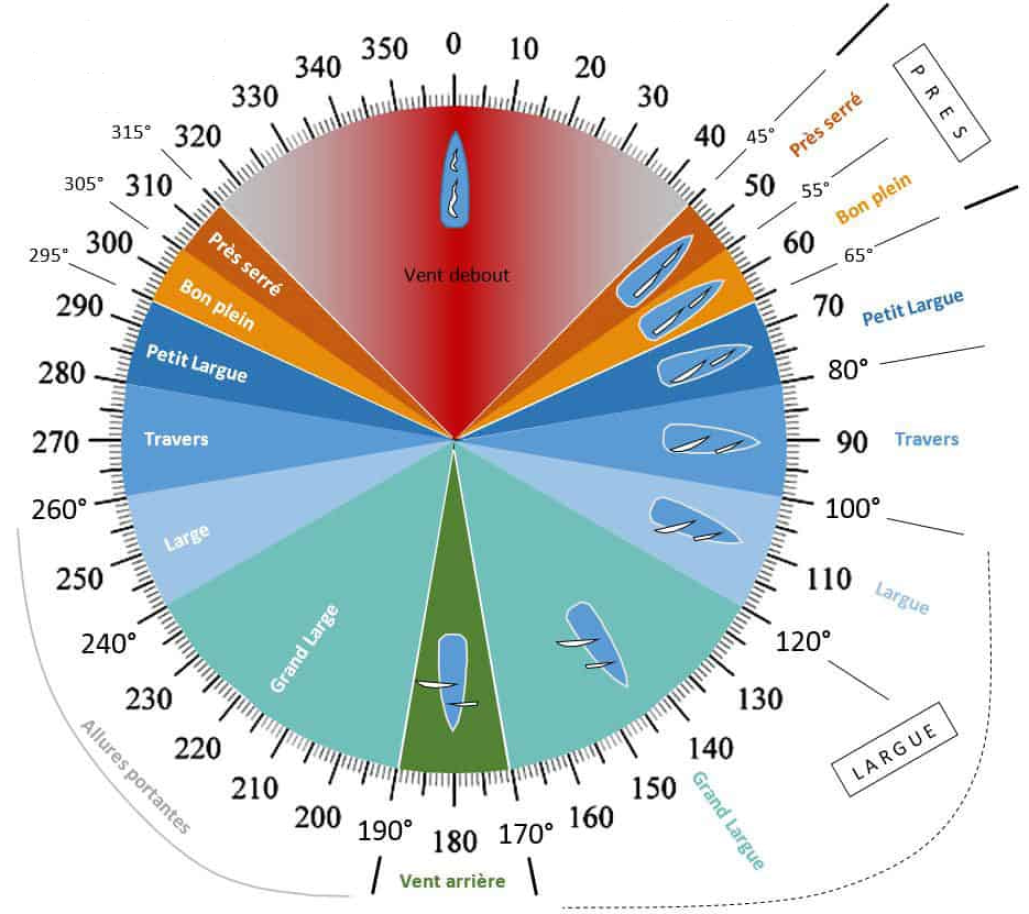 0
10
20
30
40
45°
50
55°
60
65°
70
80°
90
100°
110
120°
130
140
150
160
170°
180
190°
200
210
220
230
240°
250
260°
270
280
290
295°
300
305°
310
315°
320
330
340
350
PRES
Près serré
Bon plein
Petit Largue
Travers
Largue
LARGUE
Grand Largue
Vent arrière
Allures portantes
Vent debout
Près serré
Bon plein
Petit Largue
Travers
Large
Grand Large